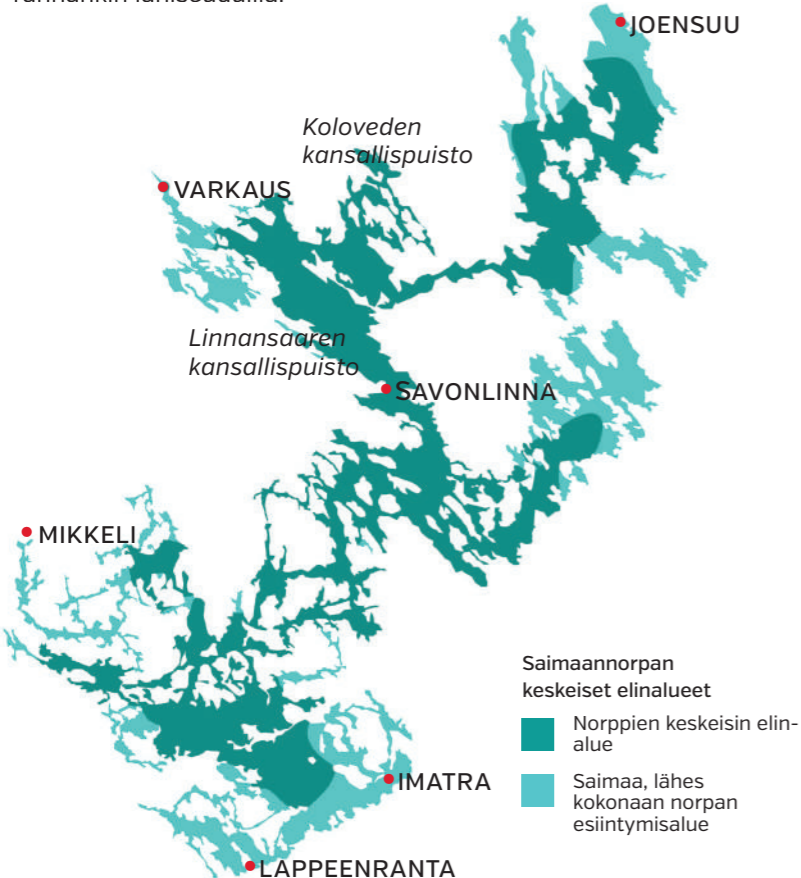 JOENSUU
Koloveden
kansallispuisto
VARKAUS
Linnansaaren
kansallispuisto
SAVONLINNA
MIKKELI
Saimaannorpan
keskeiset elinalueet
Norppien keskeisin elin-
alue
Saimaa, lähes
kokonaan norpan
esiintymisalue
IMATRA
LAPPEENRANTA